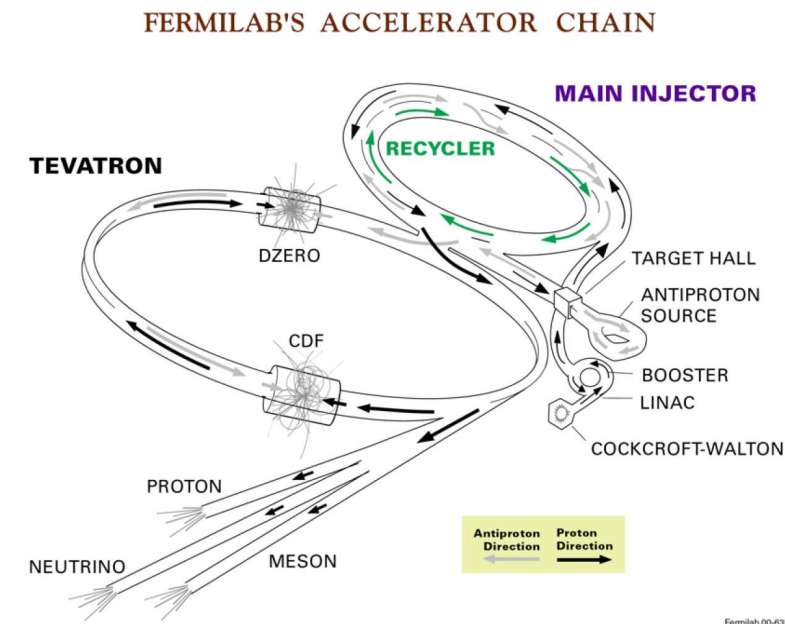 FERMILAB'S ACCELERATOR CHAIN
MAIN INJECTOR
RECYCLER
TEVATRON
DZERO
TARGET HALL
ANTIPROTON
SOURCE
CDF
BOOSTER
LINAC
COCKCROFT-WALTON
PROTON
NEUTRINO
MESON
Antiproton
Direction
Proton
Direction
Fermilab 00-635